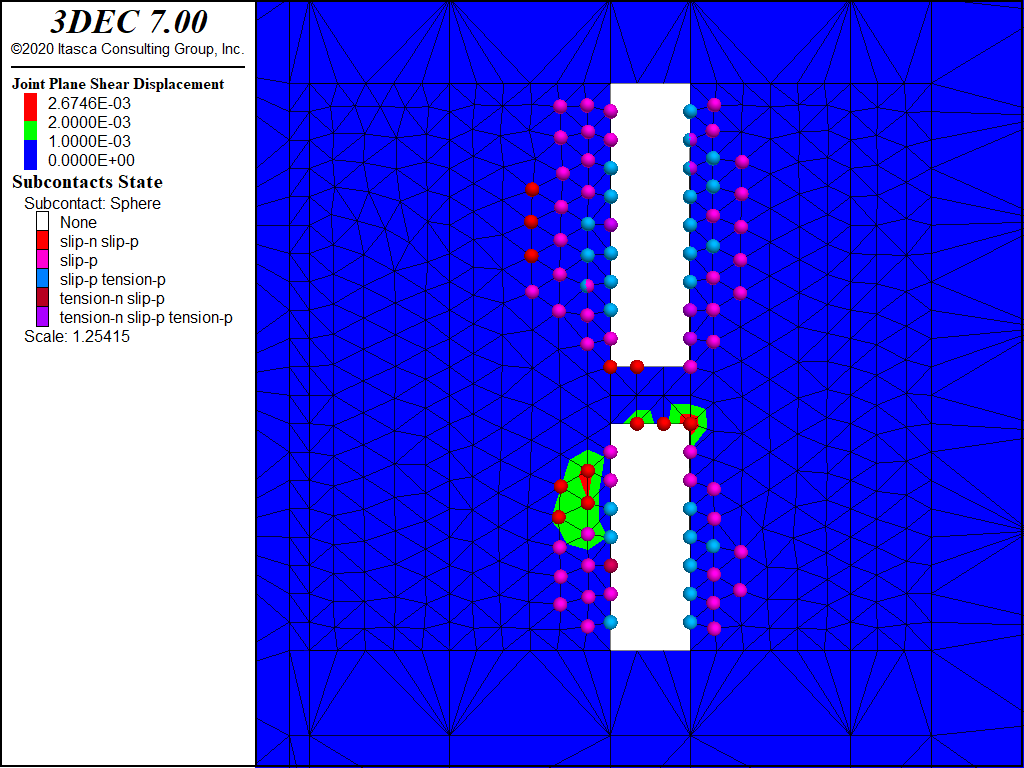 3DEC 7.00
©2020 Itasca Consulting Group, Inc.
Joint Plane Shear Displacement
2.6746E-03
2.0000E-03
1.0000E-03
0.0000E+00
Subcontacts State
Subcontact: Sphere
None
slip-n slip-p
slip-p
slip-p tension-p
tension-n slip-p
tension-n slip-p tension-p
Scale: 1.25415